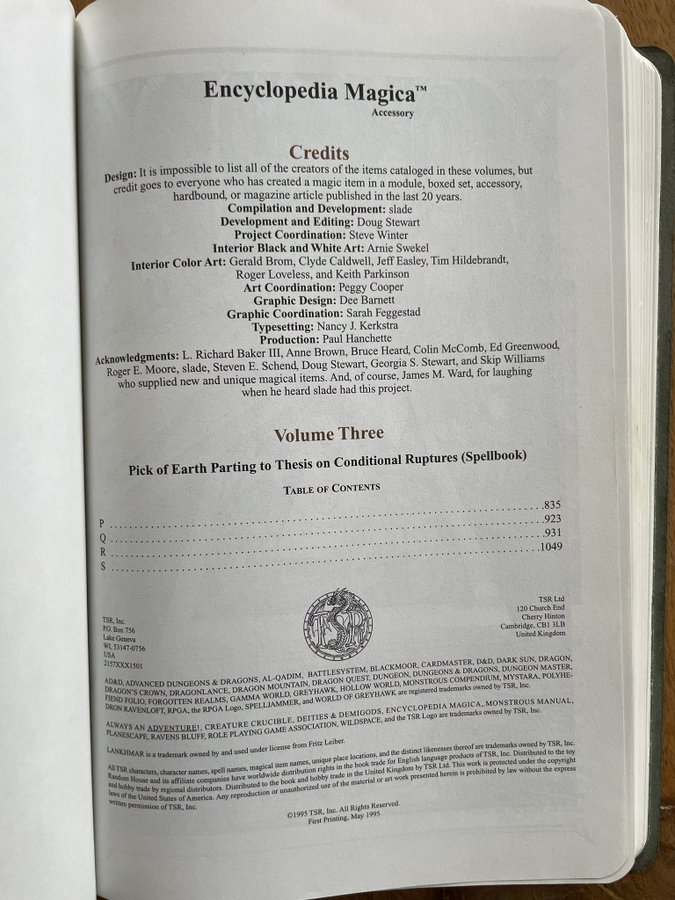 Encyclopedia Magica™
Accessory
Credits
Design: It is impossible to list all of the creators of the items cataloged in these volumes, but
credit goes to everyone who has created a magic item in a module, boxed set, accessory,
hardbound, or magazine article published in the last 20 years.
Compilation and Development: slade
Development and Editing: Doug Stewart
Project Coordination: Steve Winter
Interior Black and White Art: Arnie Swekel
Interior Color Art: Gerald Brom, Clyde Caldwell, Jeff Easley, Tim Hildebrandt,
Roger Loveless, and Keith Parkinson
Art Coordination: Peggy Cooper
Graphic Design: Dee Barnett
Graphic Coordination: Sarah Feggestad
Typesetting: Nancy J. Kerkstra
Production: Paul Hanchette
Acknowledgments: L. Richard Baker III, Anne Brown, Bruce Heard, Colin McComb, Ed Greenwood,
Roger E. Moore, slade, Steven E. Schend, Doug Stewart, Georgia S. Stewart, and Skip Williams
who supplied new and unique magical items. And, of course, James M. Ward, for laughing
when he heard slade had this project.
Volume Three
Pick of Earth Parting to Thesis on Conditional Ruptures (Spellbook)
TABLE OF CONTENTS
P . . . . . . . . . . 835
Q . . . . . . . . . . 923
R . . . . . . . . . . 931
S . . . . . . . . . . 1049
TSR
TSR, Inc.
P.O. Box 756
Lake Geneva
WI, 53147-0756
USA
2157XXX1501
TSR Ltd
120 Church End
Cherry Hinton
Cambridge, CB1 3LB
United Kingdom
AD&D, ADVANCED DUNGEONS & DRAGONS, AL-QADIM, BATTLESYSTEM, BLACKMOOR, CARDMASTER, D&D, DARK SUN, DRAGON,
DRAGON'S CROWN, DRAGONLANCE, DRAGON MOUNTAIN, DRAGON QUEST, DUNGEON, DUNGEONS & DRAGONS, DUNGEON MASTER,
FIEND FOLIO, FORGOTTEN REALMS, GAMMA WORLD, GREYHAWK, HOLLOW WORLD, MONSTROUS COMPENDIUM, MYSTARA, POLYHE-
DRON RAVENLOFT, RPGA, the RPGA Logo, SPELLJAMMER, and WORLD OF GREYHAWK are registered trademarks owned by TSR, Inc.
ALWAYS AN ADVENTURE!, CREATURE CRUCIBLE, DEITIES & DEMIGODS, ENCYCLOPEDIA MAGICA, MONSTROUS MANUAL,
PLANESCAPE, RAVENS BLUFF, ROLE PLAYING GAME ASSOCIATION, WILDSPACE, and the TSR Logo are trademarks owned by TSR, Inc.
LANKHMAR is a trademark owned by and used under license from Fritz Leiber.
All TSR characters, character names, spell names, magical item names, unique place locations, and the distinct likenesses thereof are trademarks owned by TSR, Inc.
Random House and its affiliate companies have worldwide distribution rights in the book trade for English language products of TSR, Inc. Distributed to the toy
and hobby trade by regional distributors. Distributed to the book and hobby trade in the United Kingdom by TSR Ltd. This work is protected under the copyright
laws of the United States of America. Any reproduction or unauthorized use of the material or art work presented herein is prohibited by law without the express
written permission of TSR, Inc.
©1995 TSR, Inc. All Rights Reserved.
First Printing, May 1995